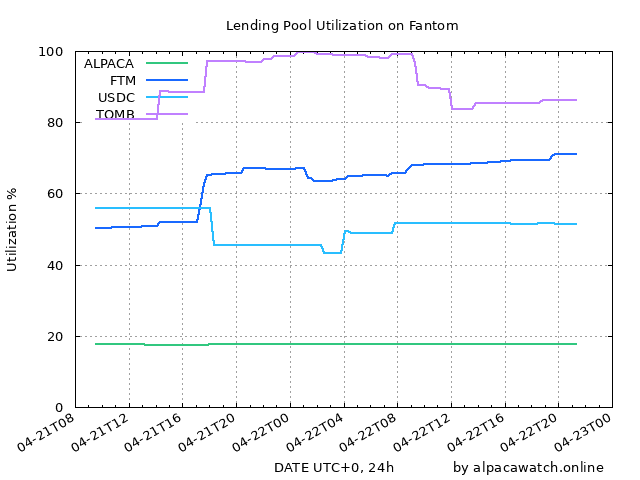 Lending Pool Utilization on Fantom
Utilization %
100
80
60
40
20
0
ALPACA
FTM
USDC
TOMB
04-21T08
04-21T12
04-21T16
04-21T20
04-22T00
04-22T04
04-22T08
04-22T12
04-22T16
04-22T20
04-23T00
DATE UTC+0, 24h
by alpacawatch.online